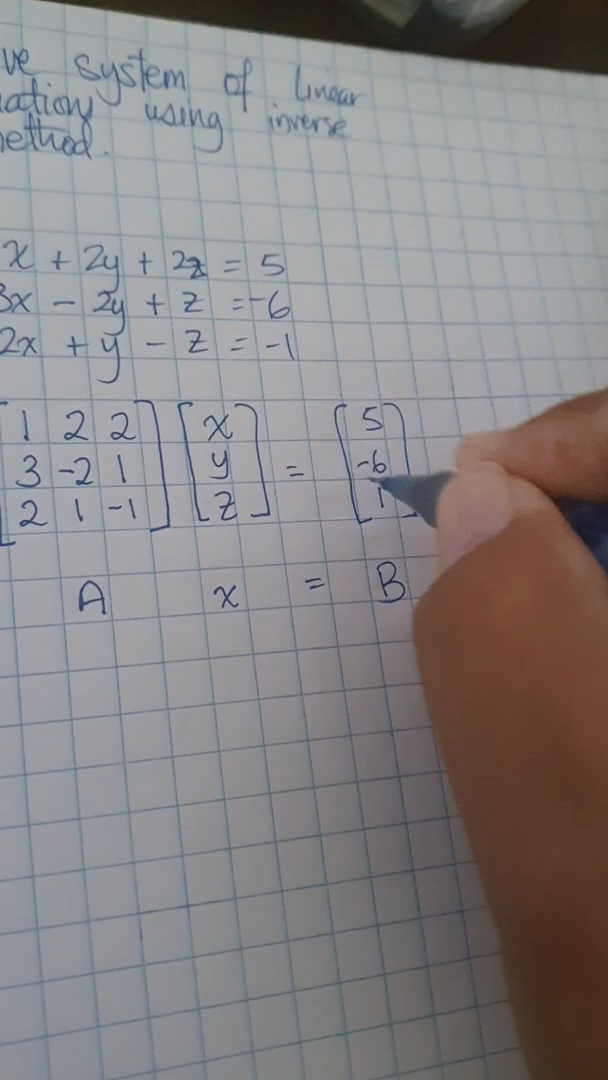 ve system of linear
ation using inverse
ethod.
x + 2y + 2z = 5
3x - 2y + z = -6
2x + y - z = -1
[1 2 2] [x] = [5]
[3 -2 1] [y] [-6]
[2 1 -1] [z] [1]
A x = B